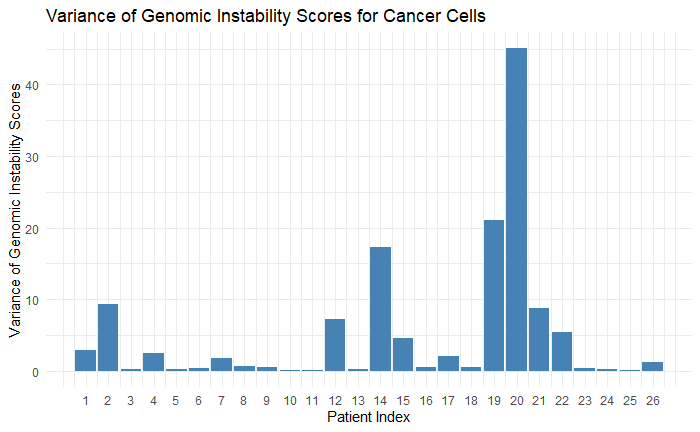 Variance of Genomic Instability Scores for Cancer Cells
Variance of Genomic Instability Scores
40
30
20
10
0
1 2 3 4 5 6 7 8 9 10 11 12 13 14 15 16 17 18 19 20 21 22 23 24 25 26
Patient Index